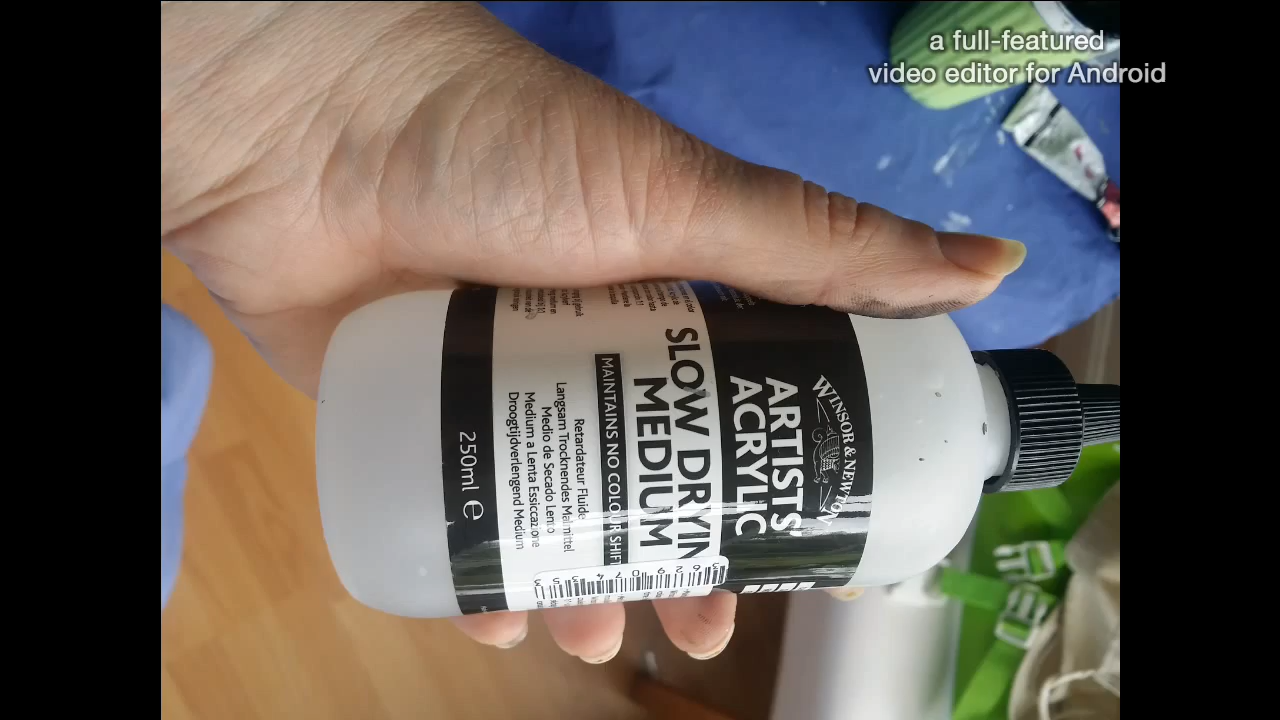 a full-featured
video editor for Android
WINSOR & NEWTON
ARTISTS'
ACRYLIC
SLOW DRYIN
MEDIUM
MAINTAINS NO COLOUR SHIFT
Retardateur Fluide
Langsam Trocknendes Malmittel
Medio de Secado Lento
Medium a Lenta Essiccazione
Droogtijdverlengend Medium
250ml e